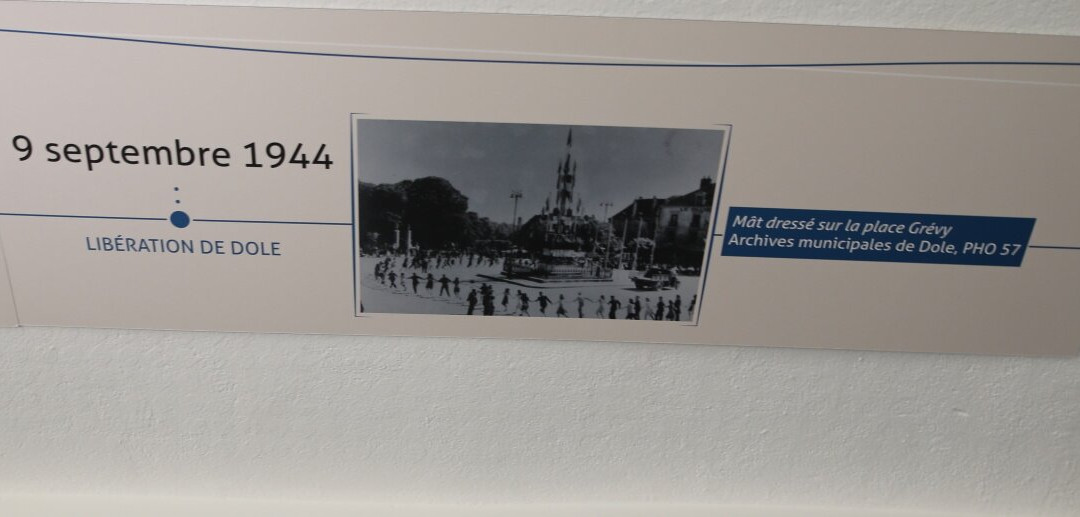 9 septembre 1944
LIBÉRATION DE DOLE
Mât dressé sur la place Grévy
Archives municipales de Dole, PHO 57